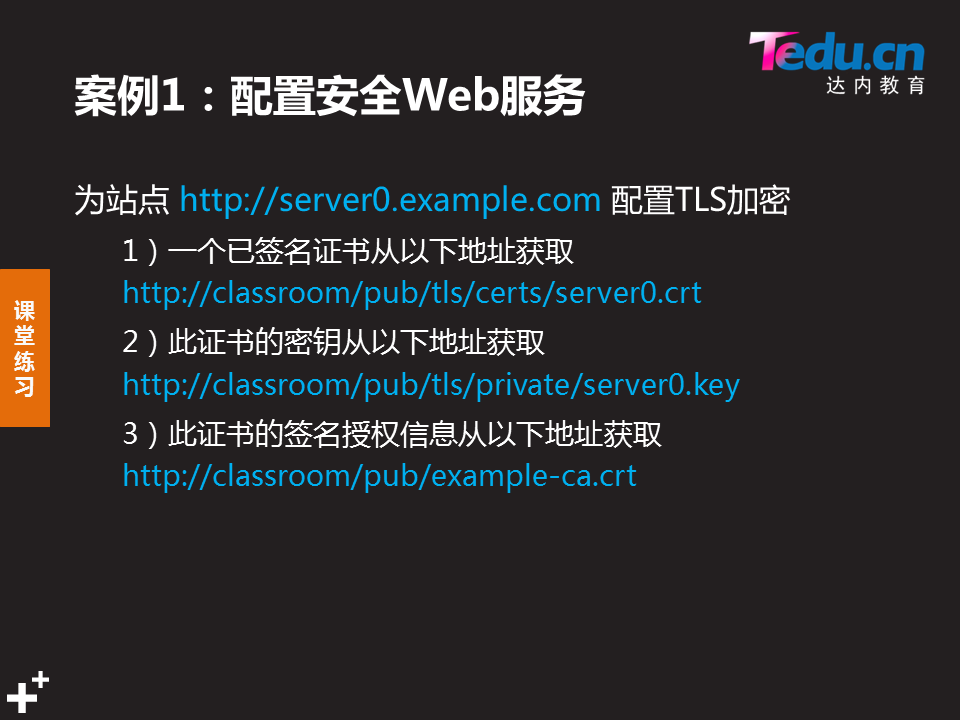 Tedu.cn
达内教育
案例1：配置安全Web服务
为站点 http://server0.example.com 配置TLS加密
1）一个已签名证书从以下地址获取
http://classroom/pub/tls/certs/server0.crt
2）此证书的密钥从以下地址获取
http://classroom/pub/tls/private/server0.key
3）此证书的签名授权信息从以下地址获取
http://classroom/pub/example-ca.crt
课
堂
练
习